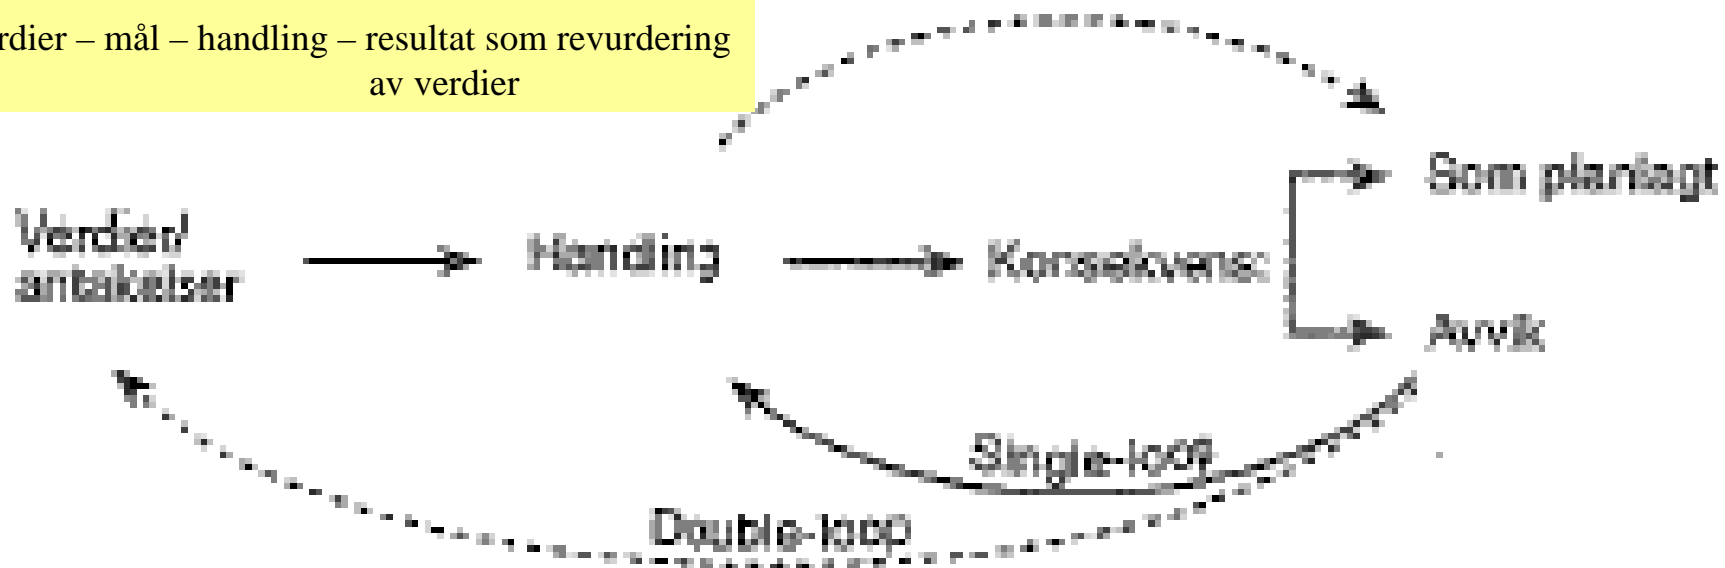 rdier – mål – handling – resultat som revurdering
av verdier
Som planlagt
Verdier/
antakelser
Handling
Konsekvens:
Avvik
Single-loop
Double-loop